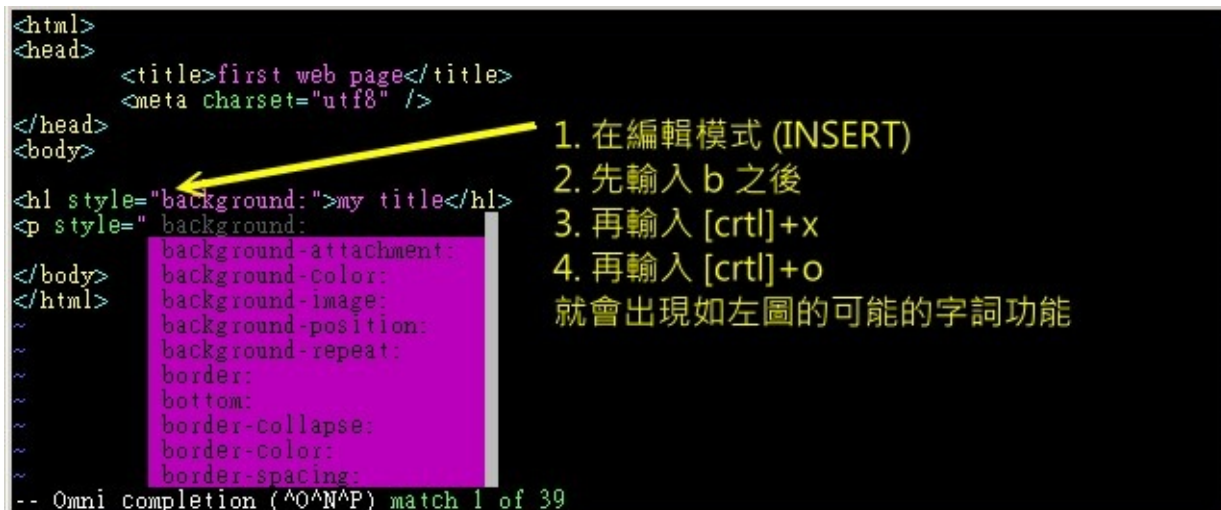 <html>
<head>
<title>first web page</title>
<meta charset="utf8" />
</head>
<body>
<h1 style="background:">my title</h1>
<p style=" background:
background-attachment:
</body> background-color:
</html> background-image:
~ background-position:
~ background-repeat:
~ border:
~ bottom:
~ border-collapse:
~ border-color:
~ border-spacing:
-- Omni completion (^O^N^P) match 1 of 39
1. 在編輯模式 (INSERT)
2. 先輸入 b 之後
3. 再輸入 [crtl]+x
4. 再輸入 [crtl]+o
就會出現如左圖的可能的字詞功能